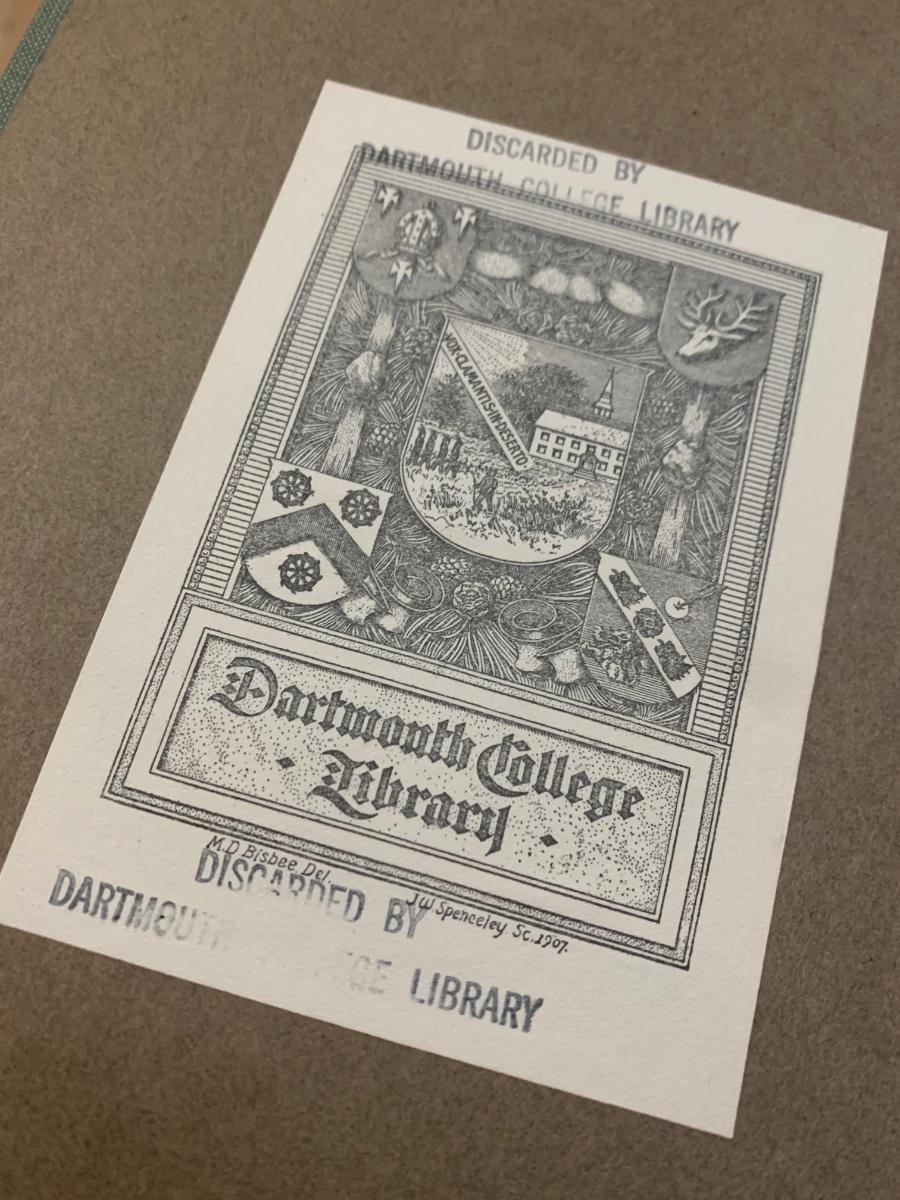 DISCARDED BY
DARTMOUTH COLLEGE LIBRARY
VOX CLAMANTIS IN DESERTO
Dartmouth College
· Library ·
M.D Bisbee Del.
J W Spenceley Sc. 1907.
DISCARDED BY
DARTMOUTH COLLEGE LIBRARY